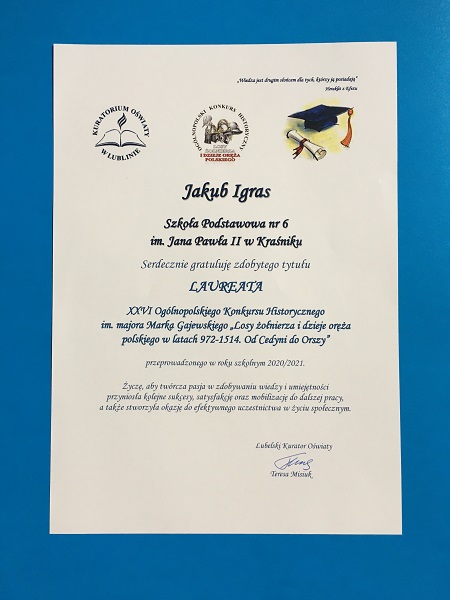 „Wiedza jest drugim słońcem dla tych, którzy ją posiadają”
Heraklit z Efezu
KURATORIUM OŚWIATY
W LUBLINIE
OGÓLNOPOLSKI KONKURS HISTORYCZNY
LOSY
ŻOŁNIERZA
I DZIEJE ORĘŻA
POLSKIEGO
Jakub Igras
Szkoła Podstawowa nr 6
im. Jana Pawła II w Kraśniku
Serdecznie gratuluję zdobytego tytułu
LAUREATA
XXVI Ogólnopolskiego Konkursu Historycznego
im. majora Marka Gajewskiego „Losy żołnierza i dzieje oręża
polskiego w latach 972-1514. Od Cedyni do Orszy”
przeprowadzonego w roku szkolnym 2020/2021.
Życzę, aby twórcza pasja w zdobywaniu wiedzy i umiejętności
przyniosła kolejne sukcesy, satysfakcję oraz mobilizację do dalszej pracy,
a także stworzyła okazję do efektywnego uczestnictwa w życiu społecznym.
Lubelski Kurator Oświaty
Teresa Misiuk